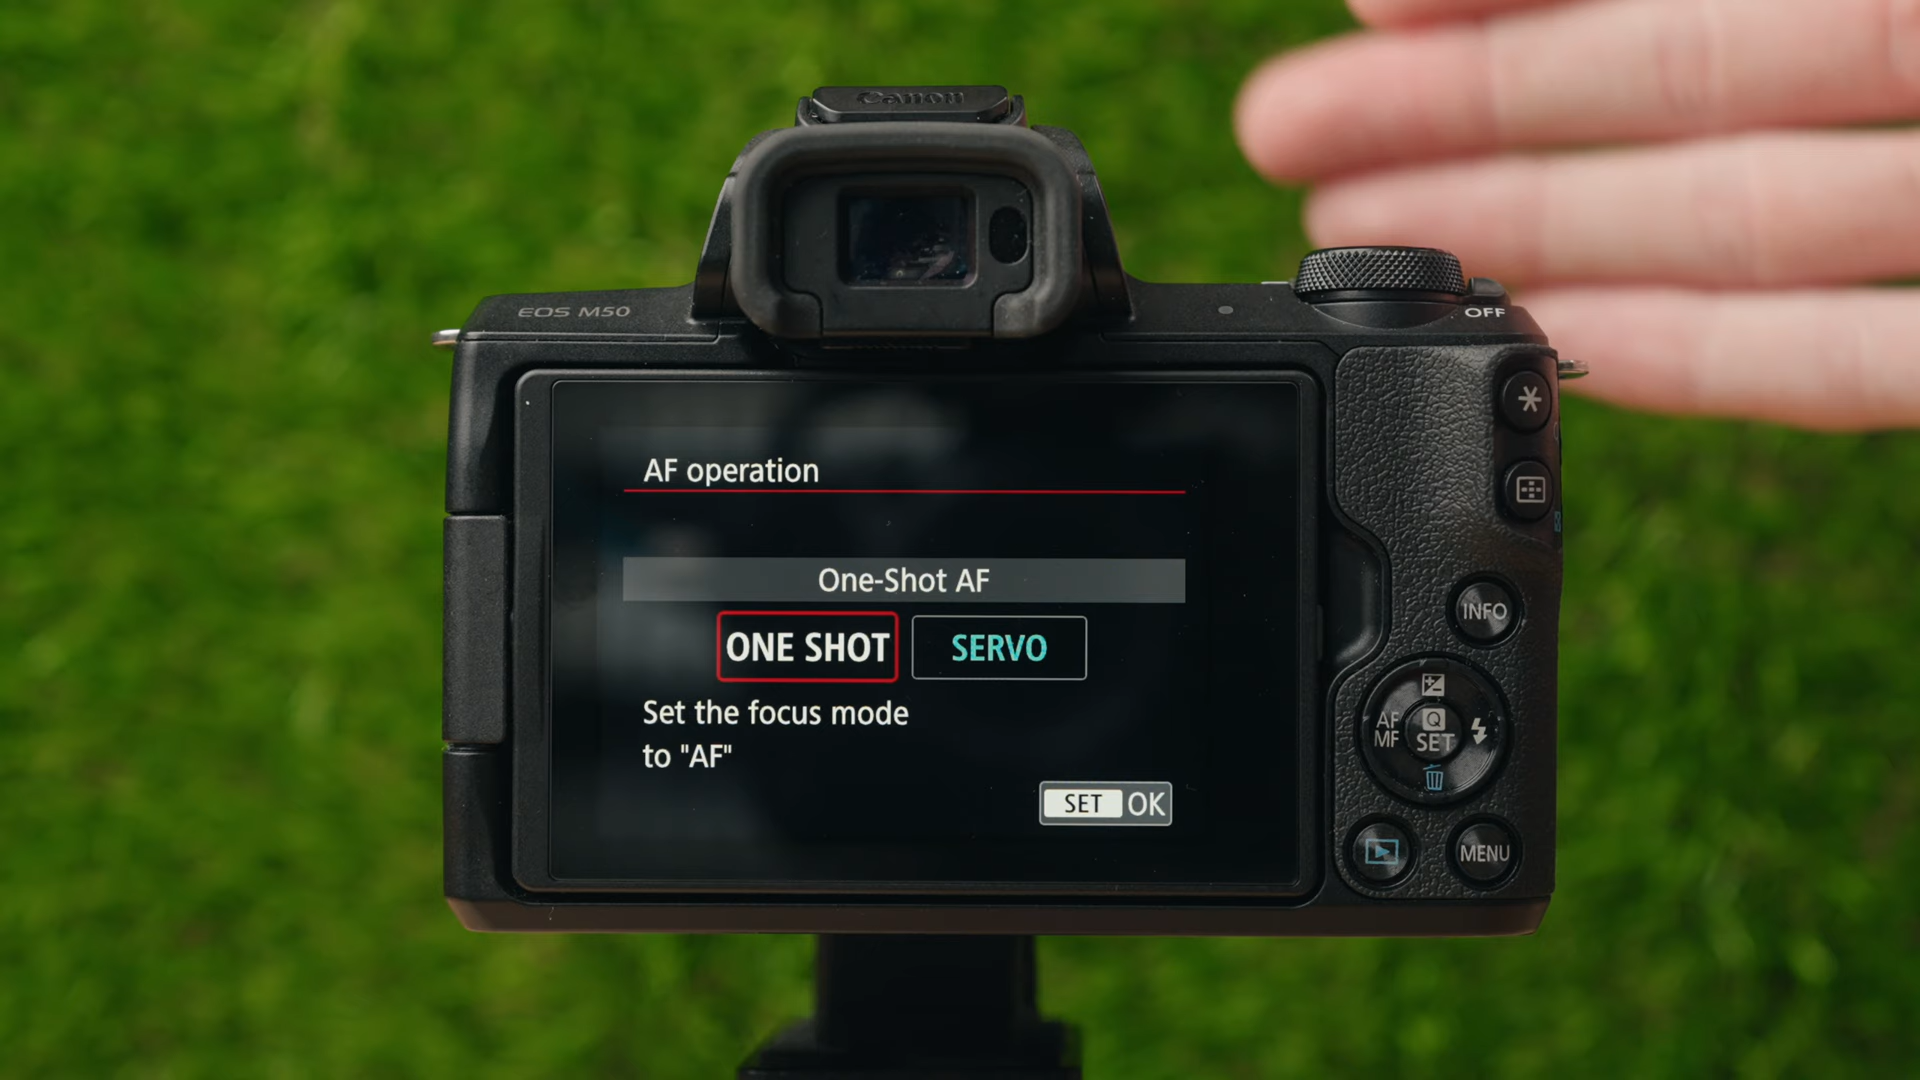 Canon
EOS M50
OFF
AF operation
One-Shot AF
ONE SHOT
SERVO
Set the focus mode
to "AF"
SET OK
INFO
AF
MF
Q
SET
MENU